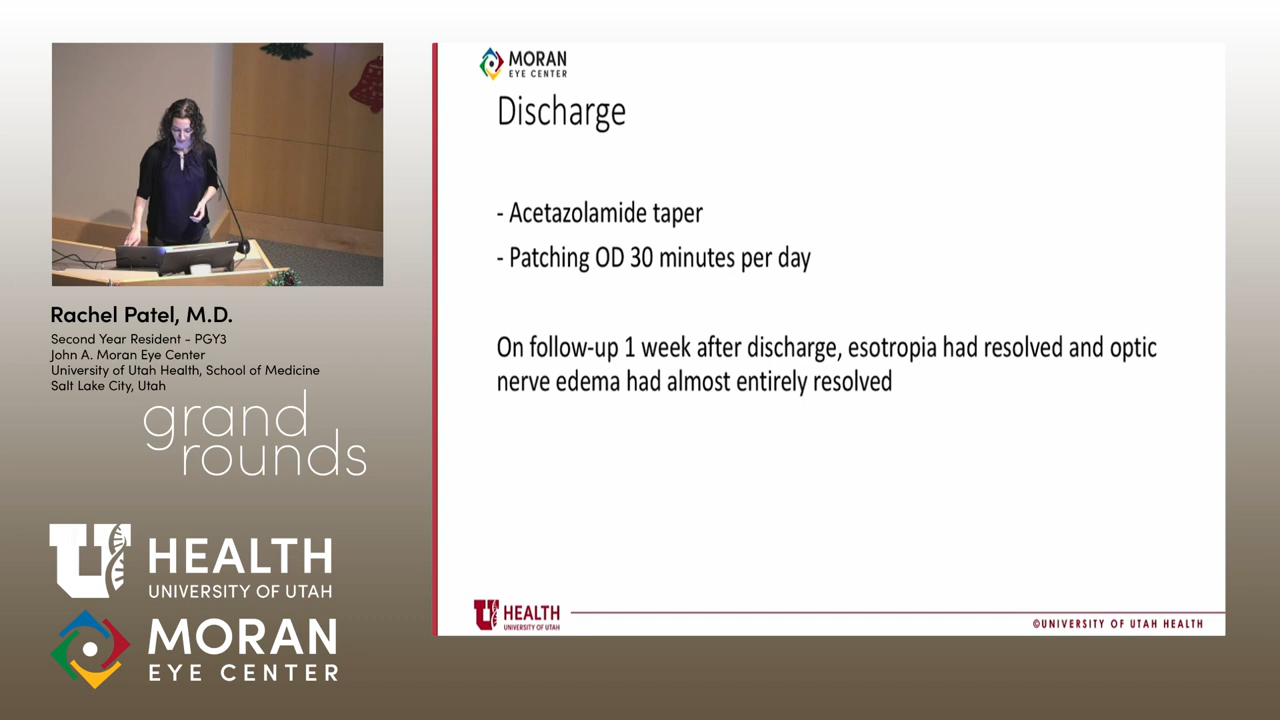 Rachel Patel, M.D.
Second Year Resident - PGY3
John A. Moran Eye Center
University of Utah Health, School of Medicine
Salt Lake City, Utah
grand
rounds
U HEALTH
UNIVERSITY OF UTAH
MORAN
EYE CENTER
MORAN
EYE CENTER
Discharge
- Acetazolamide taper
- Patching OD 30 minutes per day
On follow-up 1 week after discharge, esotropia had resolved and optic
nerve edema had almost entirely resolved
U HEALTH
UNIVERSITY OF UTAH
©UNIVERSITY OF UTAH HEALTH